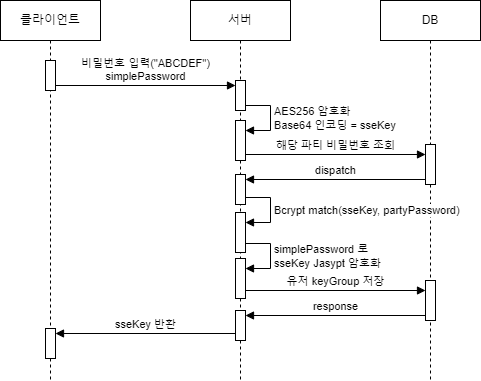 클라이언트
서버
DB
비밀번호 입력("ABCDEF")
simplePassword
AES256 암호화
Base64 인코딩 = sseKey
해당 파티 비밀번호 조회
dispatch
Bcrypt match(sseKey, partyPassword)
simplePassword 로
sseKey Jasypt 암호화
유저 keyGroup 저장
response
sseKey 반환